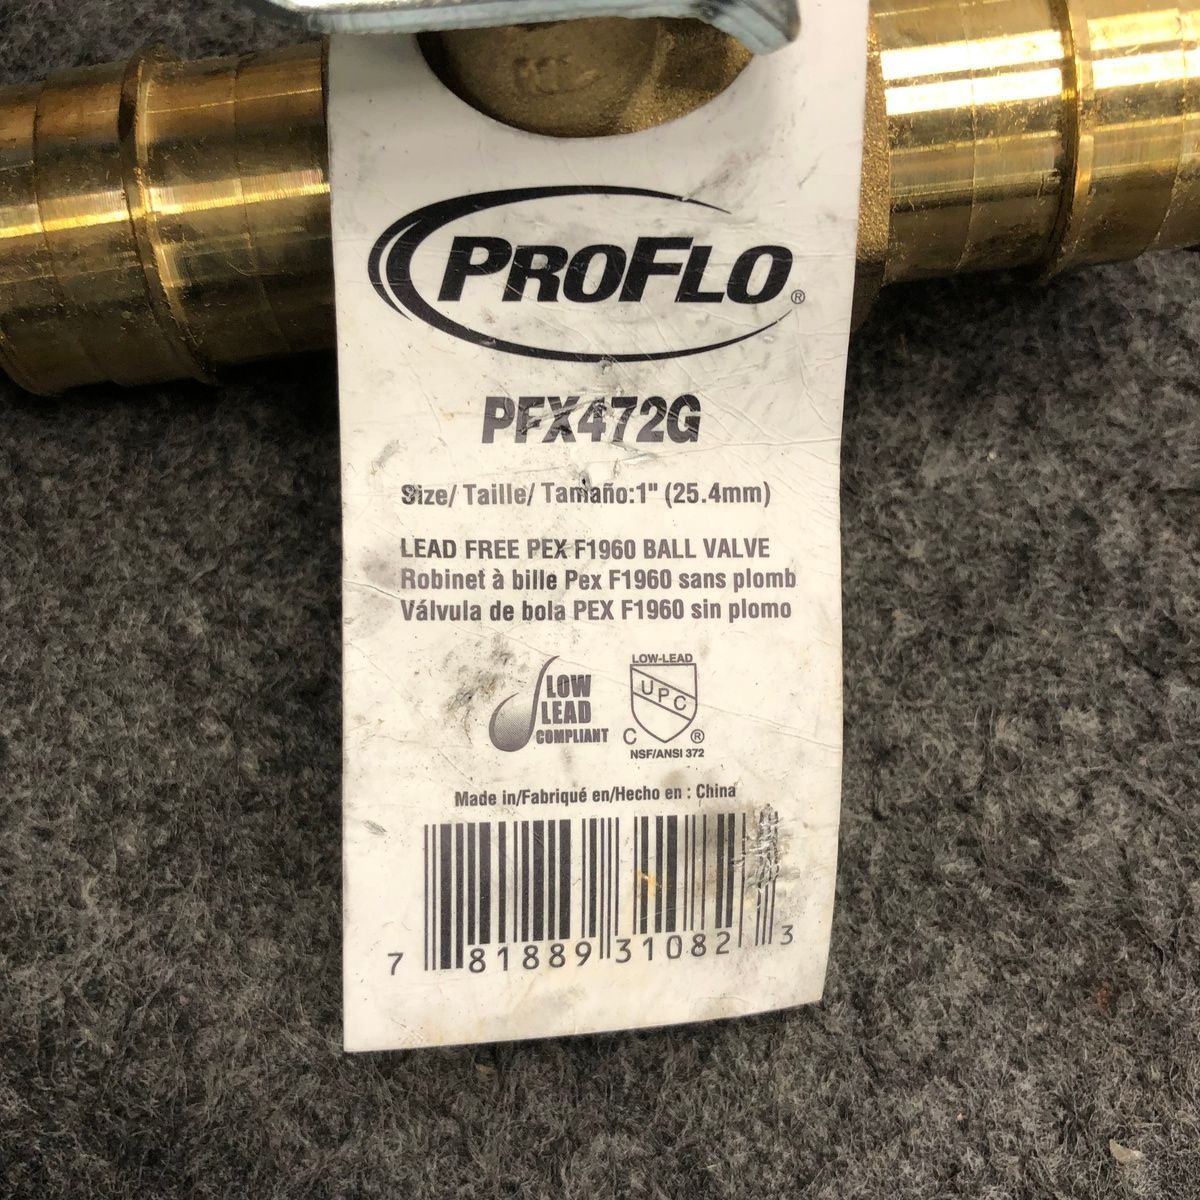 PROFLO®
PFX472G
Size/ Taille/ Tamaño:1" (25.4mm)
LEAD FREE PEX F1960 BALL VALVE
Robinet à bille Pex F1960 sans plomb
Válvula de bola PEX F1960 sin plomo
LOW
LEAD
COMPLIANT
LOW-LEAD
UPC
C ®
NSF/ANSI 372
Made in/Fabriqué en/Hecho en : China
7 81889 31082 3